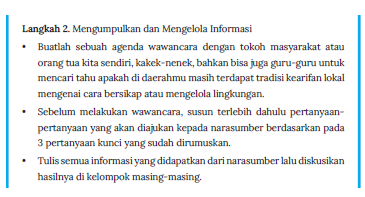 Langkah 2. Mengumpulkan dan Mengelola Informasi
• Buatlah sebuah agenda wawancara dengan tokoh masyarakat atau
orang tua kita sendiri, kakek-nenek, bahkan bisa juga guru-guru untuk
mencari tahu apakah di daerahmu masih terdapat tradisi kearifan lokal
mengenai cara bersikap atau mengelola lingkungan.
• Sebelum melakukan wawancara, susun terlebih dahulu pertanyaan-
pertanyaan yang akan diajukan kepada narasumber berdasarkan pada
3 pertanyaan kunci yang sudah dirumuskan.
• Tulis semua informasi yang didapatkan dari narasumber lalu diskusikan
hasilnya di kelompok masing-masing.